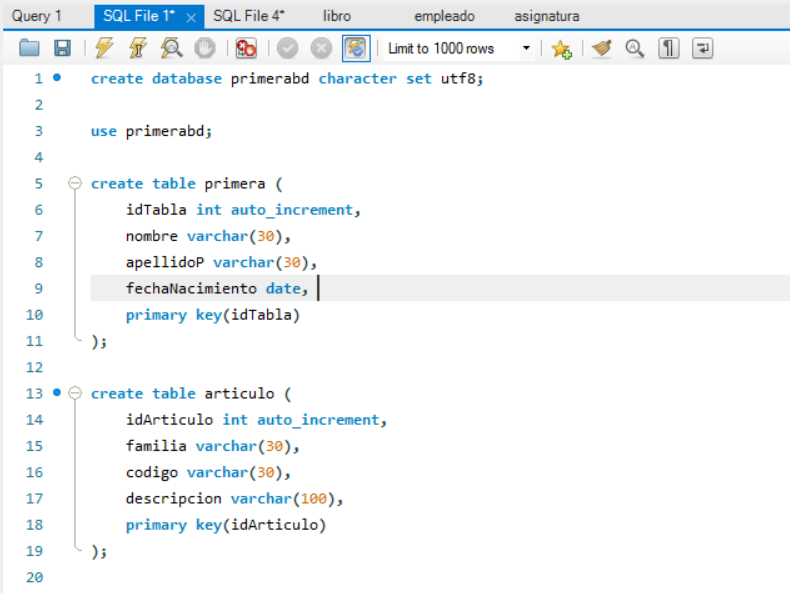 Query 1 SQL File 1* SQL File 4* libro empleado asignatura
Limit to 1000 rows
1 create database primerabd character set utf8;
2
3 use primerabd;
4
5 create table primera (
6 idTabla int auto_increment,
7 nombre varchar(30),
8 apellidoP varchar(30),
9 fechaNacimiento date,
10 primary key(idTabla)
11 );
12
13 create table articulo (
14 idArticulo int auto_increment,
15 familia varchar(30),
16 codigo varchar(30),
17 descripcion varchar(100),
18 primary key(idArticulo)
19 );
20